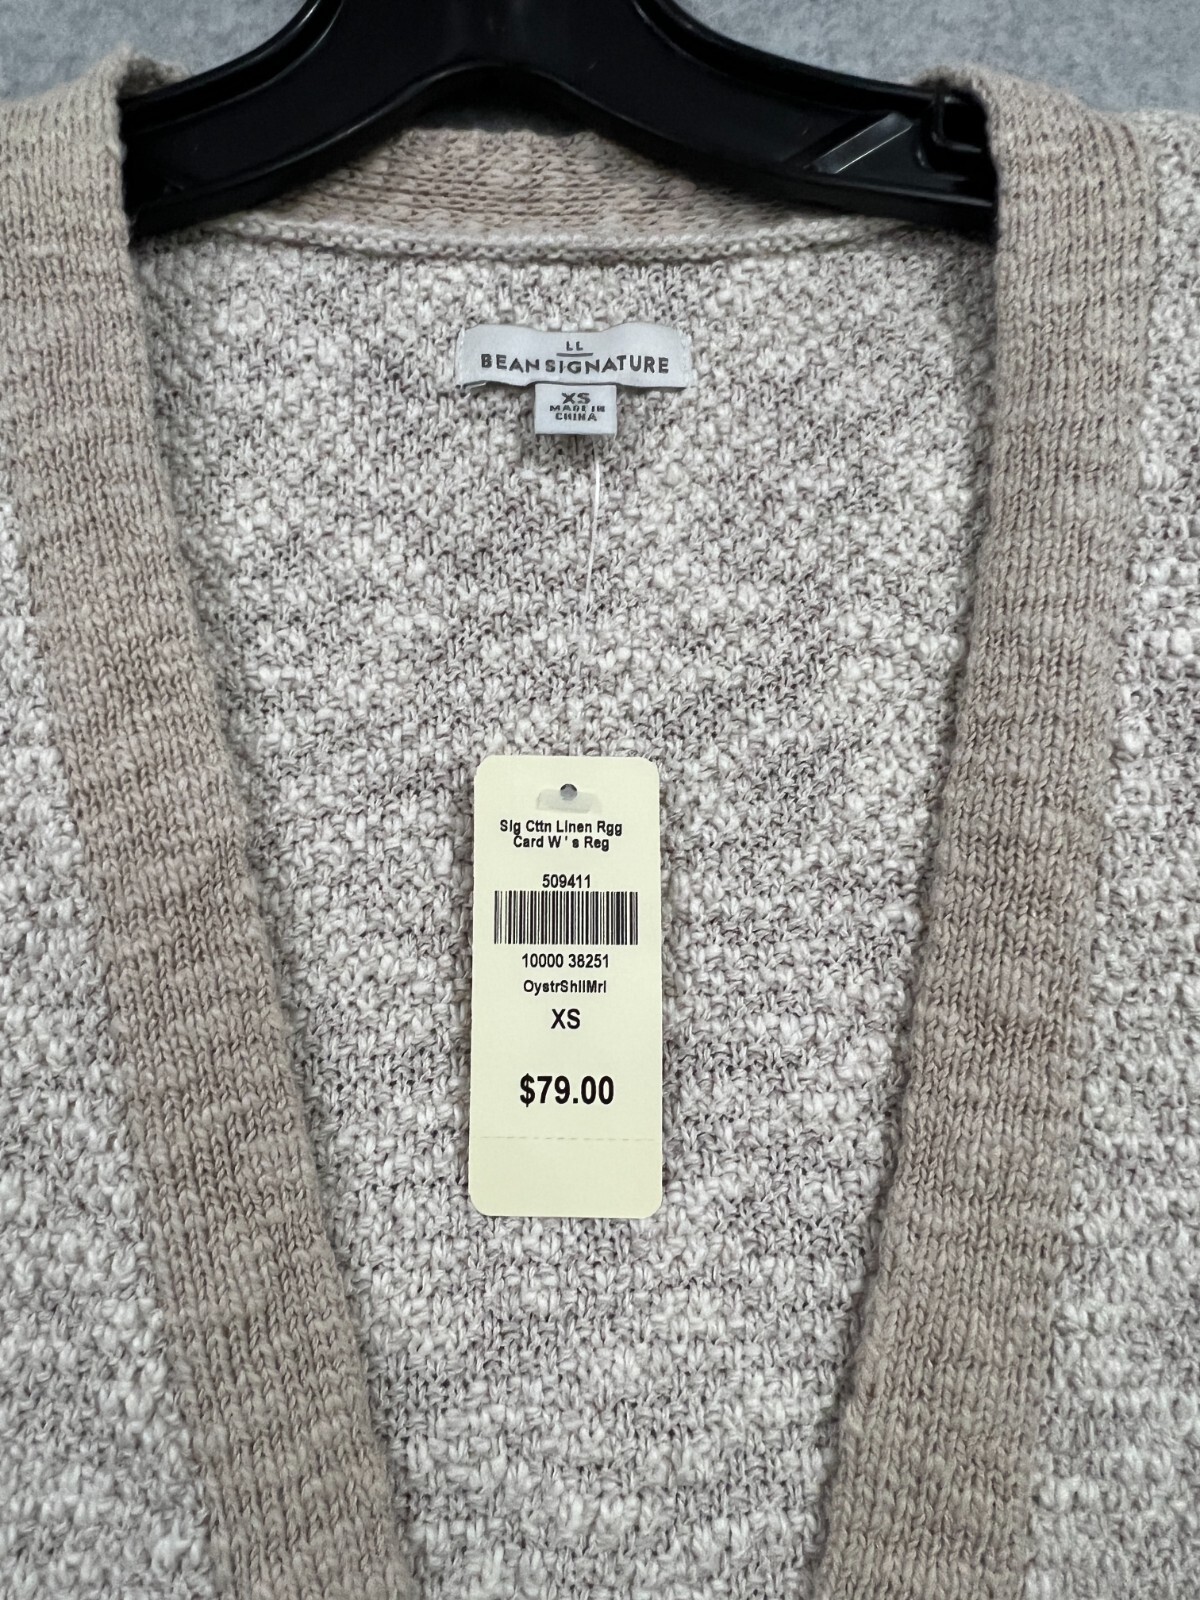 LL
BEAN SIGNATURE
XS
MADE IN
CHINA
Sig Cttn Linen Rgg
Card W ' s Reg
509411
10000 38251
OystrShllMrl
XS
$79.00